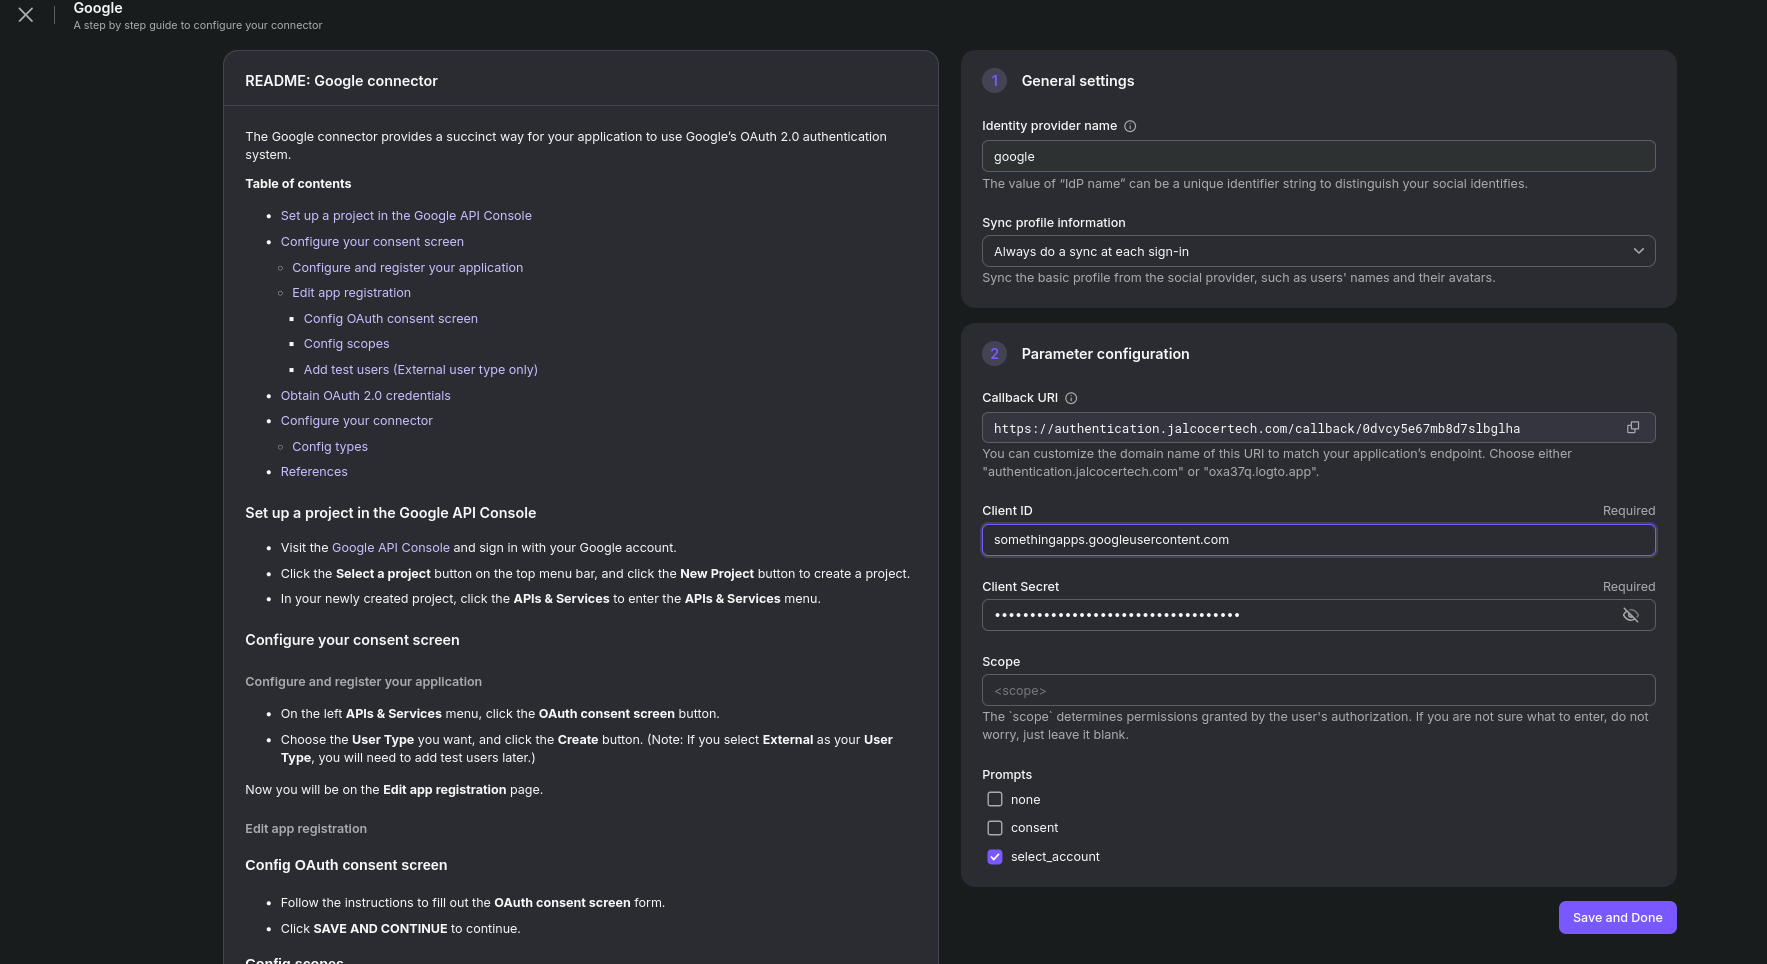 Google
A step by step guide to configure your connector
README: Google connector
The Google connector provides a succinct way for your application to use Google's OAuth 2.0 authentication
system.
Table of contents
Set up a project in the Google API Console
Configure your consent screen
Configure and register your application
Edit app registration
Config OAuth consent screen
Config scopes
Add test users (External user type only)
Obtain OAuth 2.0 credentials
Configure your connector
Config types
References
Set up a project in the Google API Console
Visit the Google API Console and sign in with your Google account.
Click the Select a project button on the top menu bar, and click the New Project button to create a project.
In your newly created project, click the APIs & Services to enter the APIs & Services menu.
Configure your consent screen
Configure and register your application
On the left APIs & Services menu, click the OAuth consent screen button.
Choose the User Type you want, and click the Create button. (Note: If you select External as your User
Type, you will need to add test users later.)
Now you will be on the Edit app registration page.
Edit app registration
Config OAuth consent screen
Follow the instructions to fill out the OAuth consent screen form.
Click SAVE AND CONTINUE to continue.
Config scopes
1 General settings
Identity provider name
google
The value of “IdP name” can be a unique identifier string to distinguish your social identifies.
Sync profile information
Always do a sync at each sign-in
Sync the basic profile from the social provider, such as users' names and their avatars.
2 Parameter configuration
Callback URI
https://authentication.jalcocertech.com/callback/0dvcy5e67mb8d7slbglha
You can customize the domain name of this URI to match your application’s endpoint. Choose either
"authentication.jalcocertech.com" or "oxa37q.logto.app".
Client ID Required
somethingapps.googleusercontent.com
Client Secret Required
•••••••••••••••••••••••••••••••••••
Scope
<scope>
The `scope` determines permissions granted by the user's authorization. If you are not sure what to enter, do not
worry, just leave it blank.
Prompts
none
consent
select_account
Save and Done